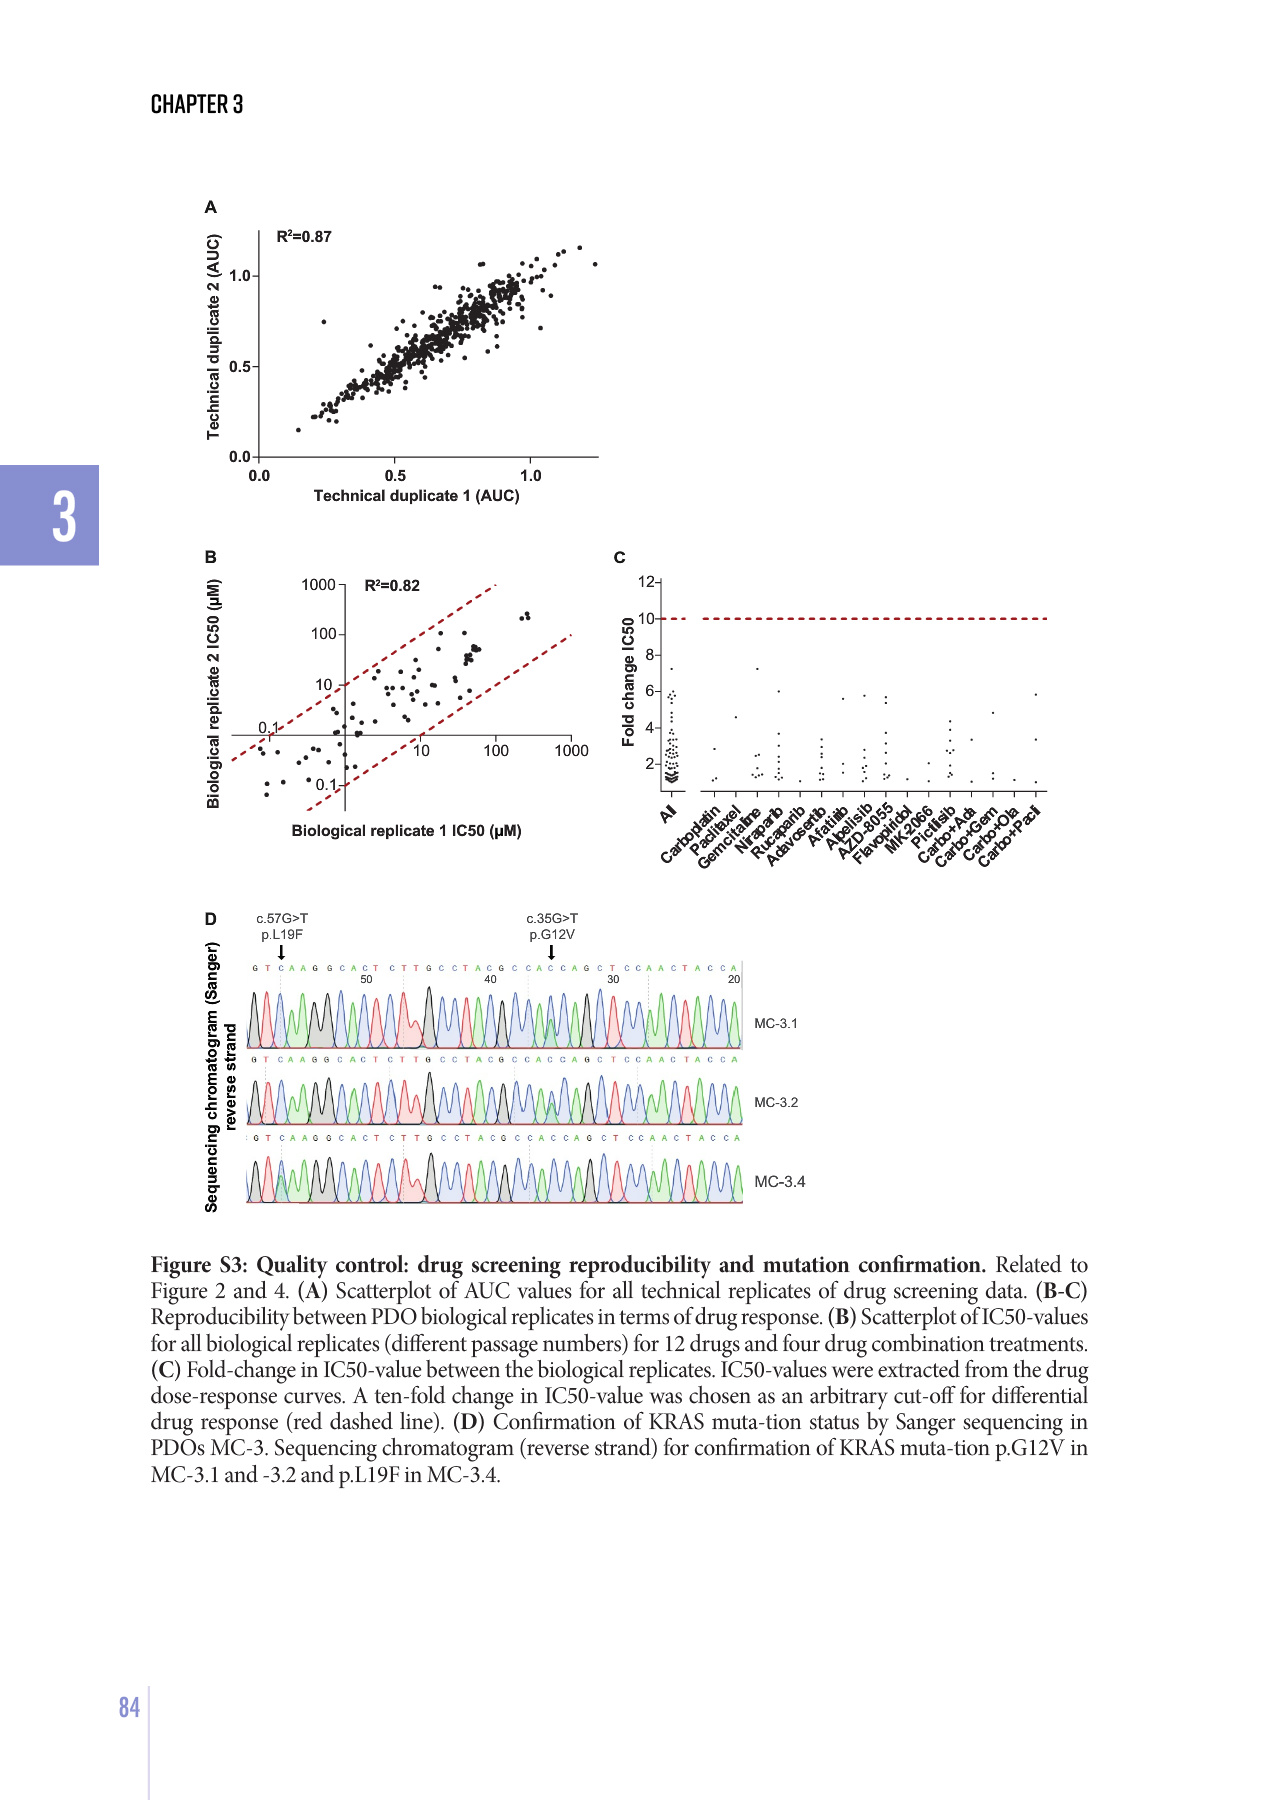 CHAPTER 3
3
A
R²=0.87
Technical duplicate 2 (AUC)
1.0
0.5
0.0
0.0 0.5 1.0
Technical duplicate 1 (AUC)
B
R²=0.82
Biological replicate 2 IC50 (µM)
1000
100
10
0.1
10 100 1000
0.1
Biological replicate 1 IC50 (µM)
C
Fold change IC50
12
10
8
6
4
2
All
Carboplatin
Paclitaxel
Gemcitabine
Niraparib
Rucaparib
Adavosertib
Afatinib
Alpelisib
AZD-8055
Flavopiridol
MK2066
Pictilisib
Carbo+Ada
Carbo+Gem
Carbo+Ola
Carbo+Pacli
D
c.57G>T
p.L19F
c.35G>T
p.G12V
Sequencing chromatogram (Sanger)
reverse strand
G T C A A G G C A C T C T T G C C T A C G C C A C C A G C T C C A A C T A C C A
50 40 30 20
MC-3.1
G T C A A G G C A C T C T T G C C T A C G C C A C C A G C T C C A A C T A C C A
MC-3.2
G T C A A G G C A C T C T T G C C T A C G C C A C C A G C T C C A A C T A C C A
MC-3.4
Figure S3: Quality control: drug screening reproducibility and mutation confirmation. Related to
Figure 2 and 4. (A) Scatterplot of AUC values for all technical replicates of drug screening data. (B-C)
Reproducibility between PDO biological replicates in terms of drug response. (B) Scatterplot of IC50-values
for all biological replicates (different passage numbers) for 12 drugs and four drug combination treatments.
(C) Fold-change in IC50-value between the biological replicates. IC50-values were extracted from the drug
dose-response curves. A ten-fold change in IC50-value was chosen as an arbitrary cut-off for differential
drug response (red dashed line). (D) Confirmation of KRAS muta-tion status by Sanger sequencing in
PDOs MC-3. Sequencing chromatogram (reverse strand) for confirmation of KRAS muta-tion p.G12V in
MC-3.1 and -3.2 and p.L19F in MC-3.4.
84